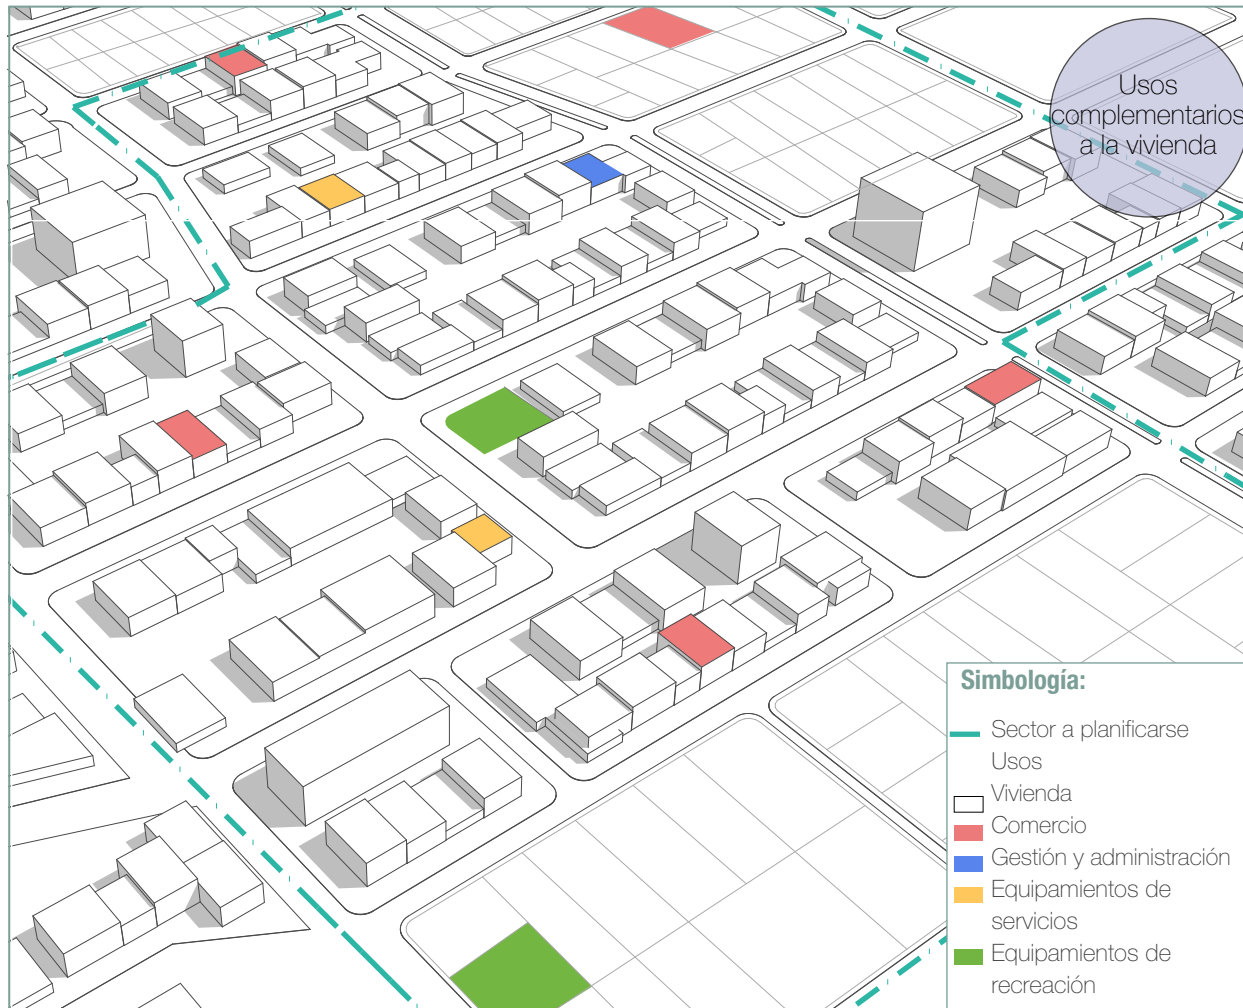 Usos
complementarios
a la vivienda
Simbología:
Sector a planificarse
Usos
Vivienda
Comercio
Gestión y administración
Equipamientos de
servicios
Equipamientos de
recreación